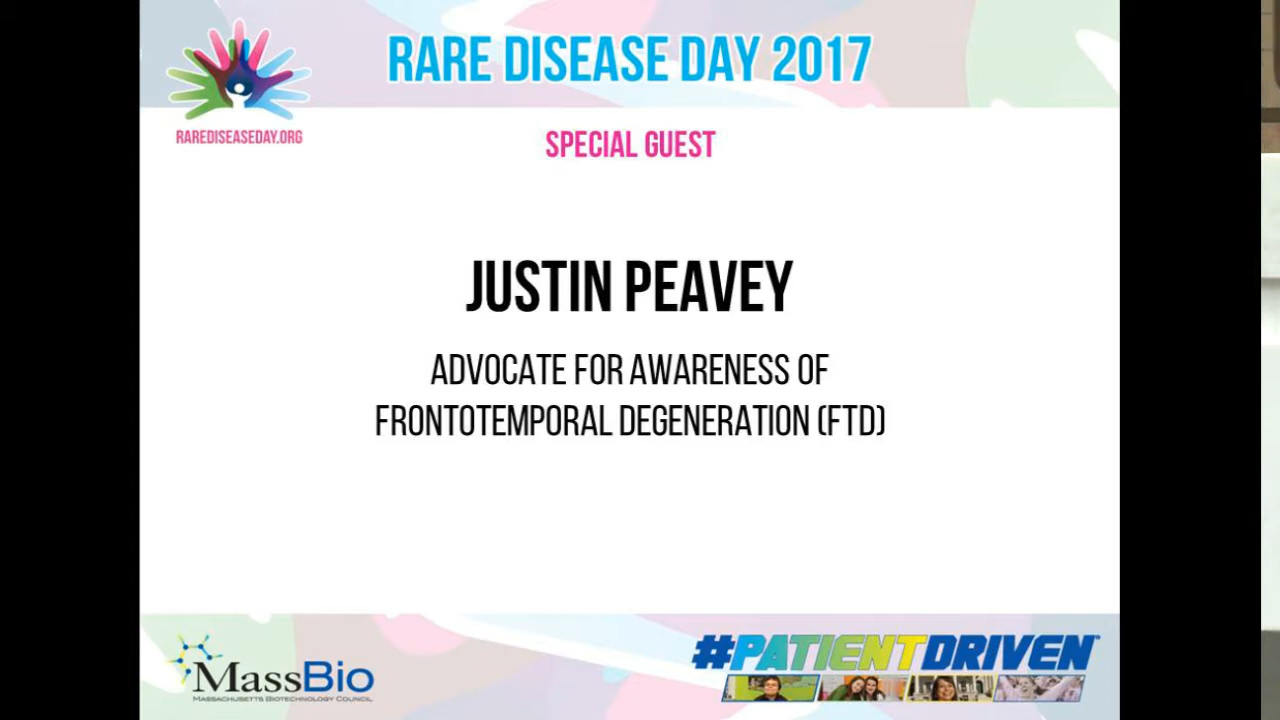 RARE DISEASE DAY 2017
RAREDISEASEDAY.ORG
SPECIAL GUEST
JUSTIN PEAVEY
ADVOCATE FOR AWARENESS OF
FRONTOTEMPORAL DEGENERATION (FTD)
MassBio
MASSACHUSETTS BIOTECHNOLOGY COUNCIL
#PATIENTDRIVEN